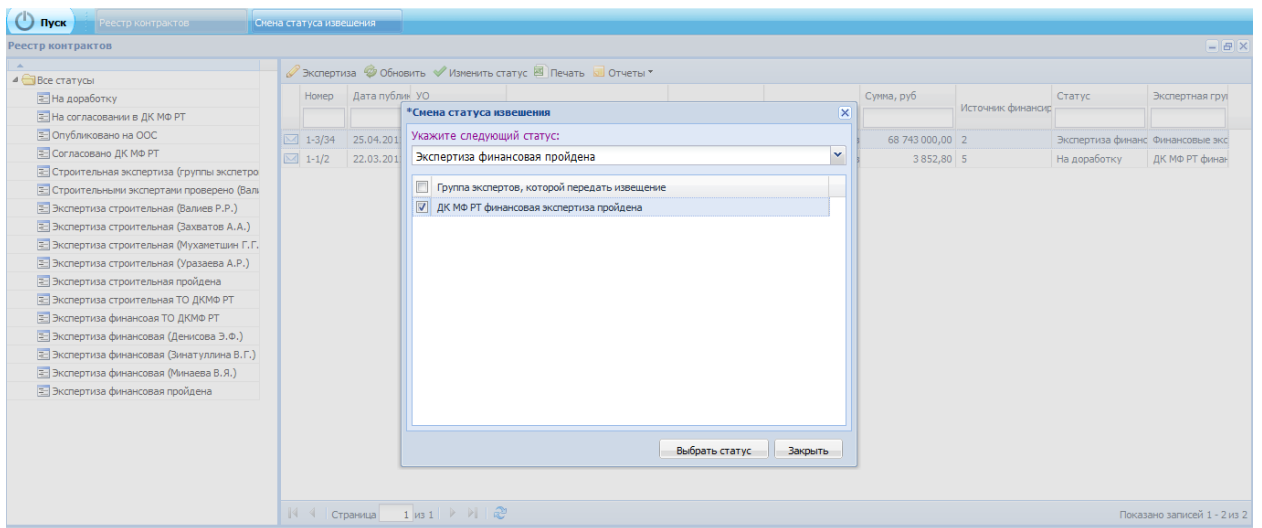 Пуск
Реестр контрактов
Смена статуса извешения
Реестр контрактов
Все статусы
На доработку
На согласовании в ДК МФ РТ
Опубликовано на ООС
Согласовано ДК МФ РТ
Строительная экспертиза (группы экспетро
Строительными экспертами проверено (Вал
Экспертиза строительная (Валиев Р.Р.)
Экспертиза строительная (Захватов А.А.)
Экспертиза строительная (Мухаметшин Г.Г.
Экспертиза строительная (Уразаева А.Р.)
Экспертиза строительная пройдена
Экспертиза строительная ТО ДКМФ РТ
Экспертиза финансоая ТО ДКМФ РТ
Экспертиза финансовая (Денисова Э.Ф.)
Экспертиза финансовая (Зинатуллина В.Г.)
Экспертиза финансовая (Минаева В.Я.)
Экспертиза финансовая пройдена
Экспертиза Обновить Изменить статус Печать Отчеты
Номер Дата публик УО Сумма, руб Источник финансир Статус Экспертная гру
1-3/34 25.04.201 68 743 000,00 2 Экспертиза финанс Финансовые экс
1-1/2 22.03.201 3 852,80 5 На доработку ДК МФ РТ финан
*Смена статуса извешения
Укажите следующий статус:
Экспертиза финансовая пройдена
Группа экспертов, которой передать извещение
ДК МФ РТ финансовая экспертиза пройдена
Выбрать статус Закрыть
Страница 1 из 1
Показано записей 1 - 2 из 2